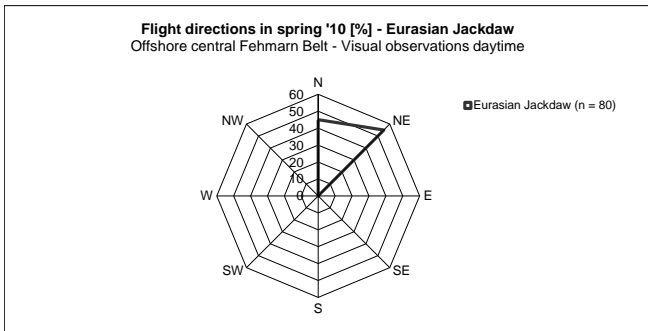 Flight directions in spring '10 [%] - Eurasian Jackdaw
Offshore central Fehmarn Belt - Visual observations daytime
N
60
50
40
30
20
10
0
NW
NE
W
E
SW
SE
S
Eurasian Jackdaw (n = 80)